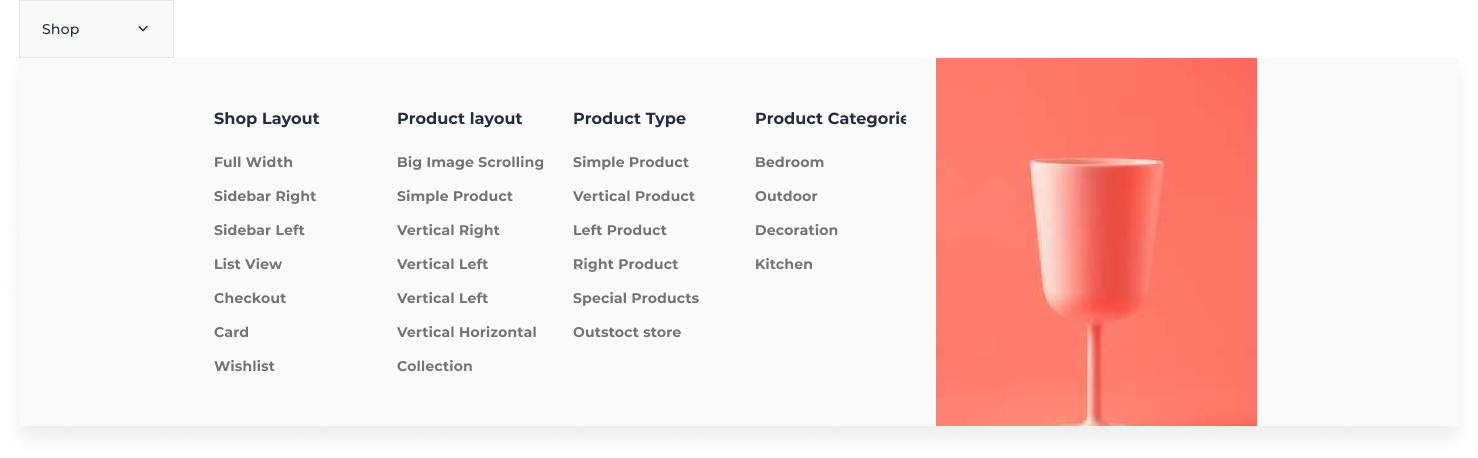 Shop
Shop Layout
Full Width
Sidebar Right
Sidebar Left
List View
Checkout
Card
Wishlist
Product layout
Big Image Scrolling
Simple Product
Vertical Right
Vertical Left
Vertical Left
Vertical Horizontal
Collection
Product Type
Simple Product
Vertical Product
Left Product
Right Product
Special Products
Outstoct store
Product Categorie
Bedroom
Outdoor
Decoration
Kitchen